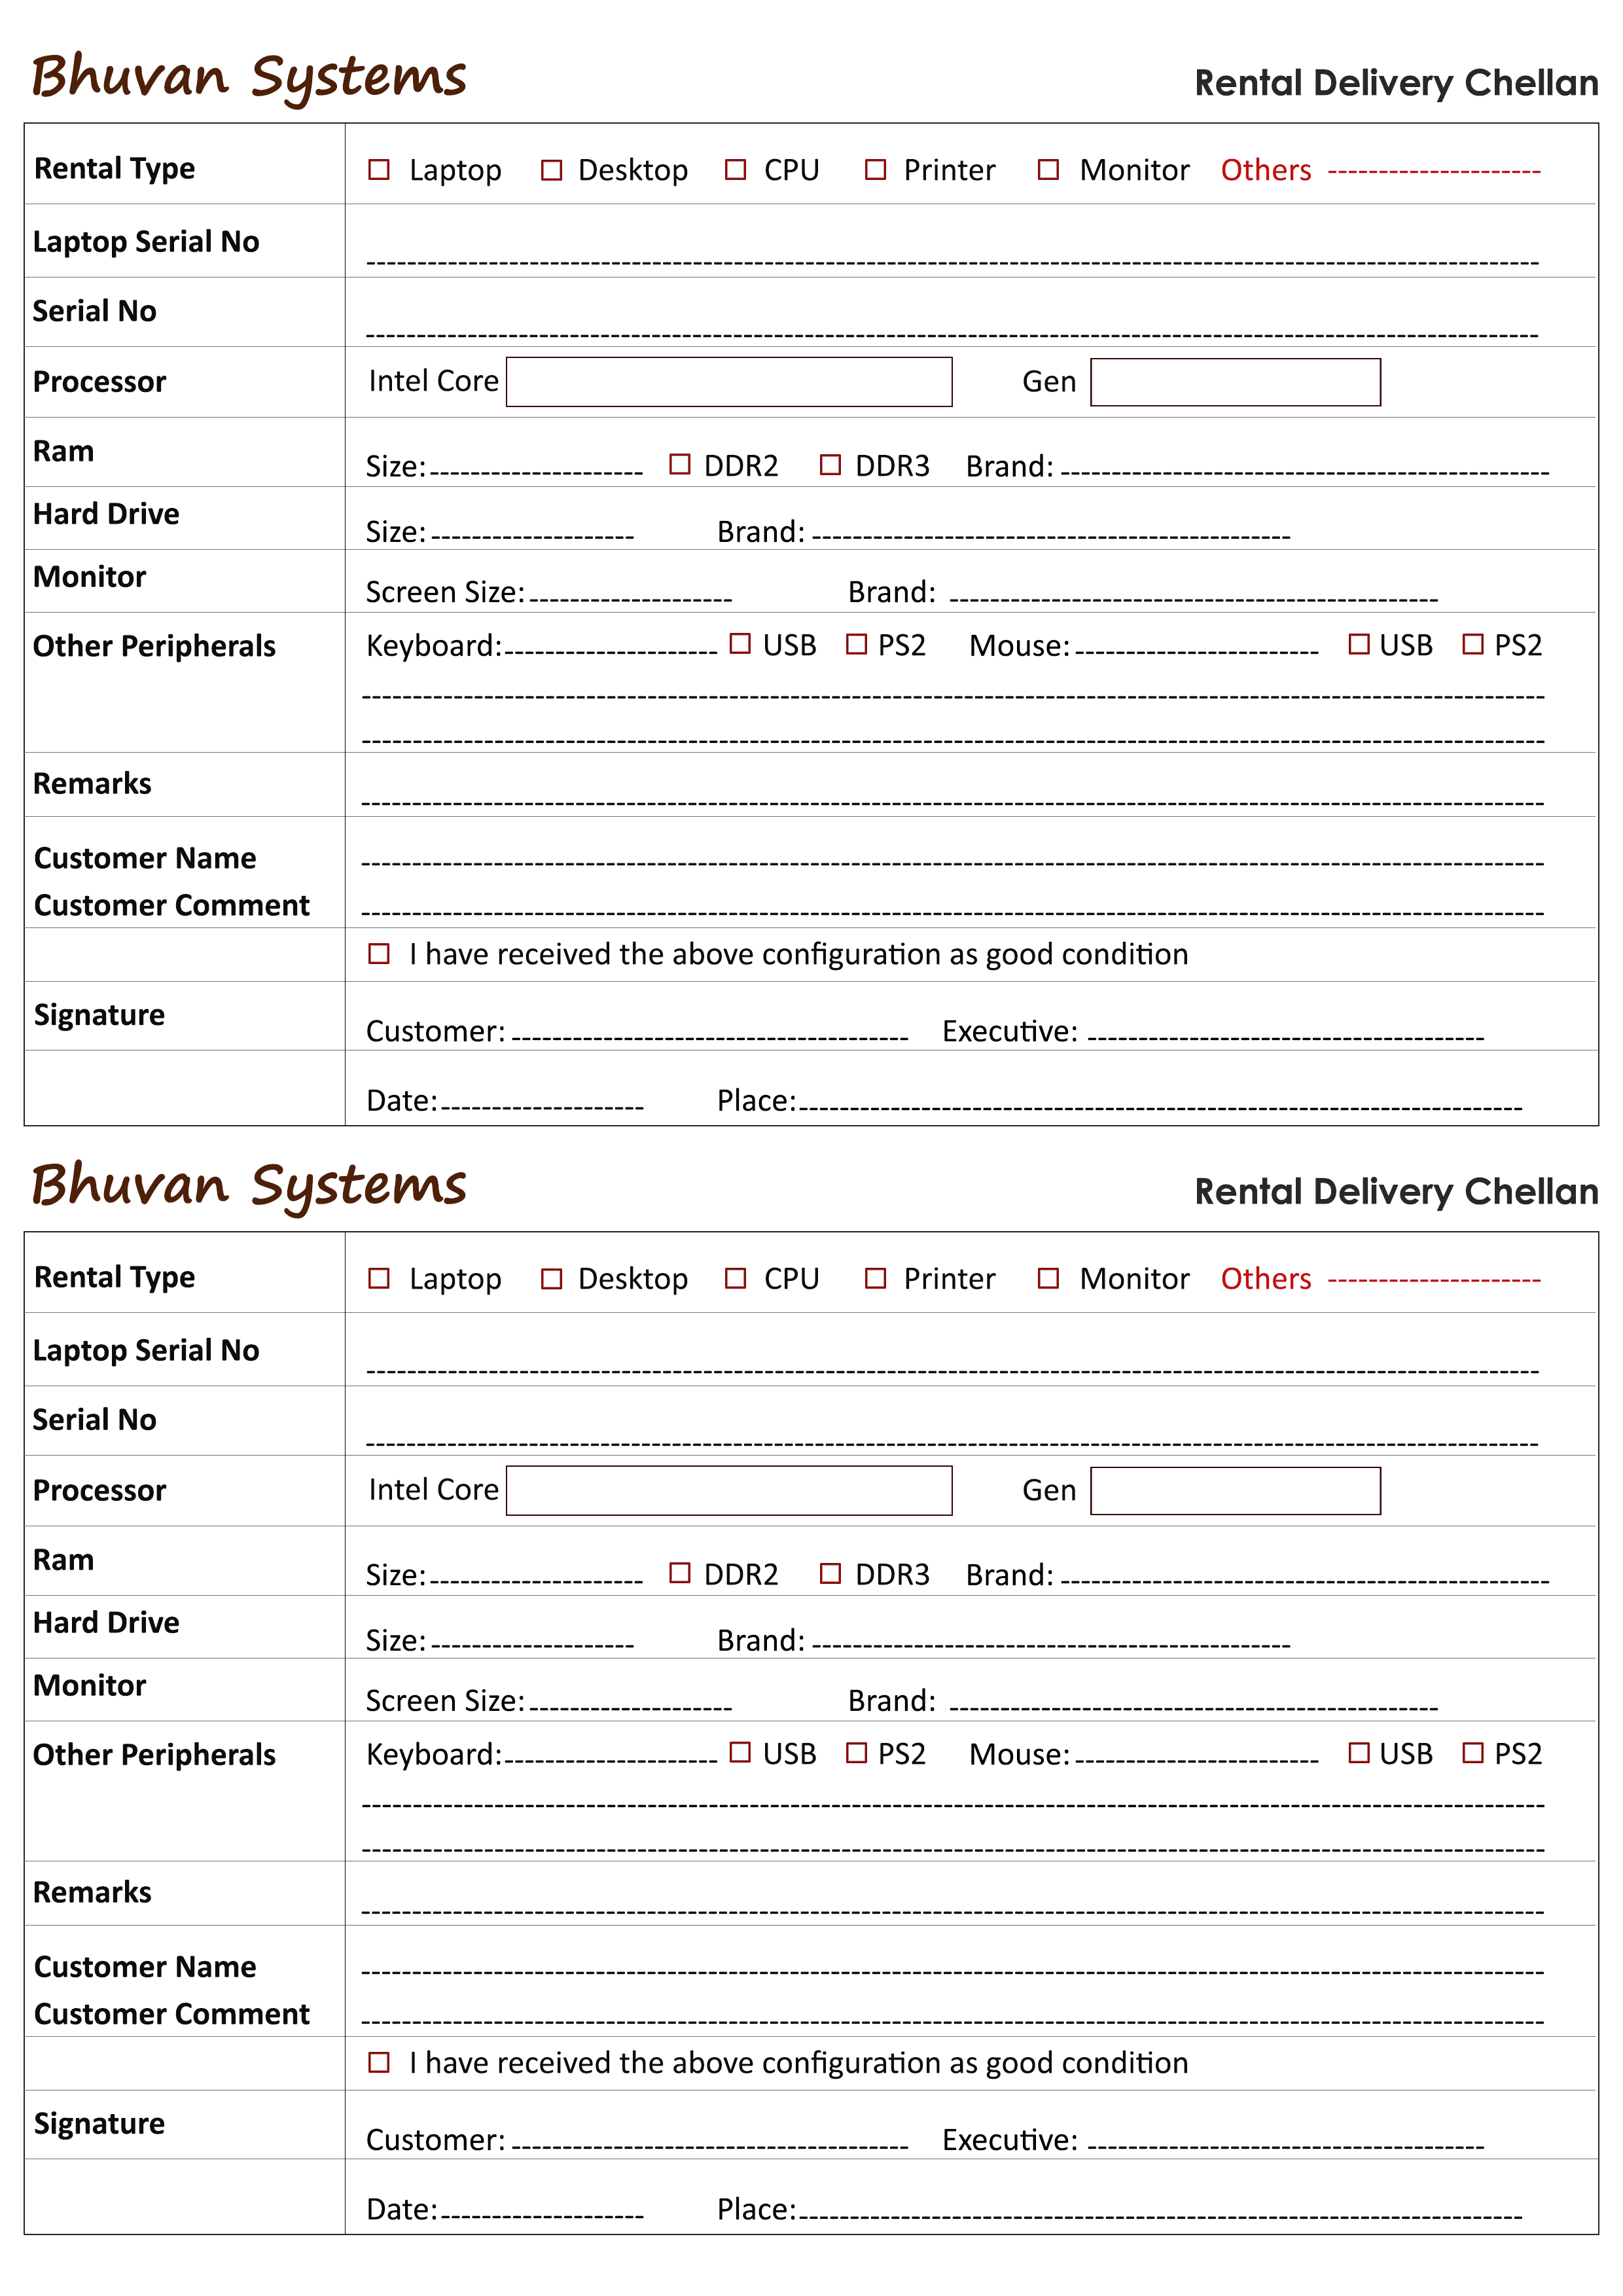 Bhuvan Systems Rental Delivery Chellan
Rental Type Laptop Desktop CPU Printer Monitor Others ---------------------
Laptop Serial No
Serial No
Processor Intel Core Gen
Ram Size: DDR2 DDR3 Brand:
Hard Drive Size: Brand:
Monitor Screen Size: Brand:
Other Peripherals Keyboard: USB PS2 Mouse: USB PS2
Remarks
Customer Name
Customer Comment
I have received the above configuration as good condition
Signature Customer: Executive:
Date: Place:
Bhuvan Systems Rental Delivery Chellan
Rental Type Laptop Desktop CPU Printer Monitor Others ---------------------
Laptop Serial No
Serial No
Processor Intel Core Gen
Ram Size: DDR2 DDR3 Brand:
Hard Drive Size: Brand:
Monitor Screen Size: Brand:
Other Peripherals Keyboard: USB PS2 Mouse: USB PS2
Remarks
Customer Name
Customer Comment
I have received the above configuration as good condition
Signature Customer: Executive:
Date: Place: